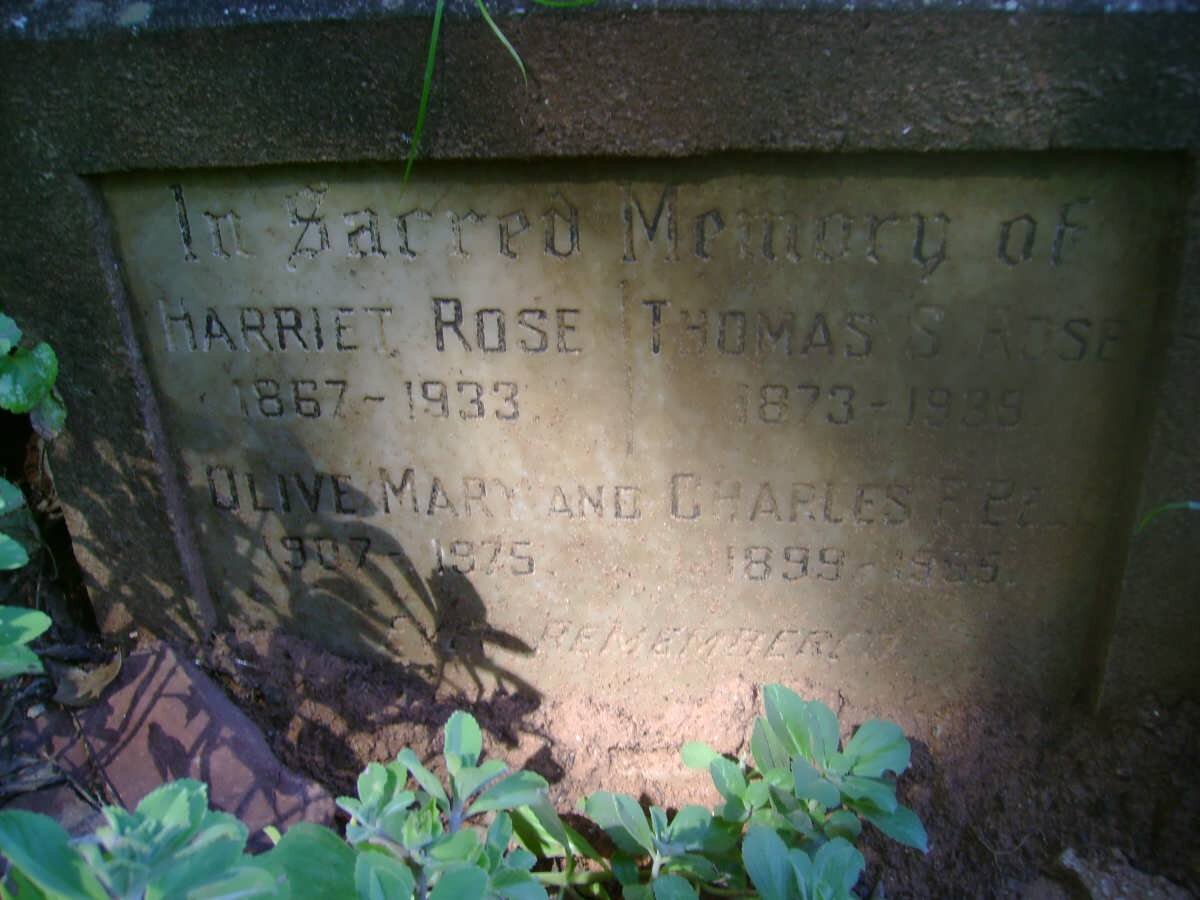 In Sacred Memory of
HARRIET ROSE THOMAS S. ROSE
1867 - 1933. 1873 - 1939
OLIVE MARY AND CHARLES F.
1907 - 1975. 1899 -
REMEMBERED